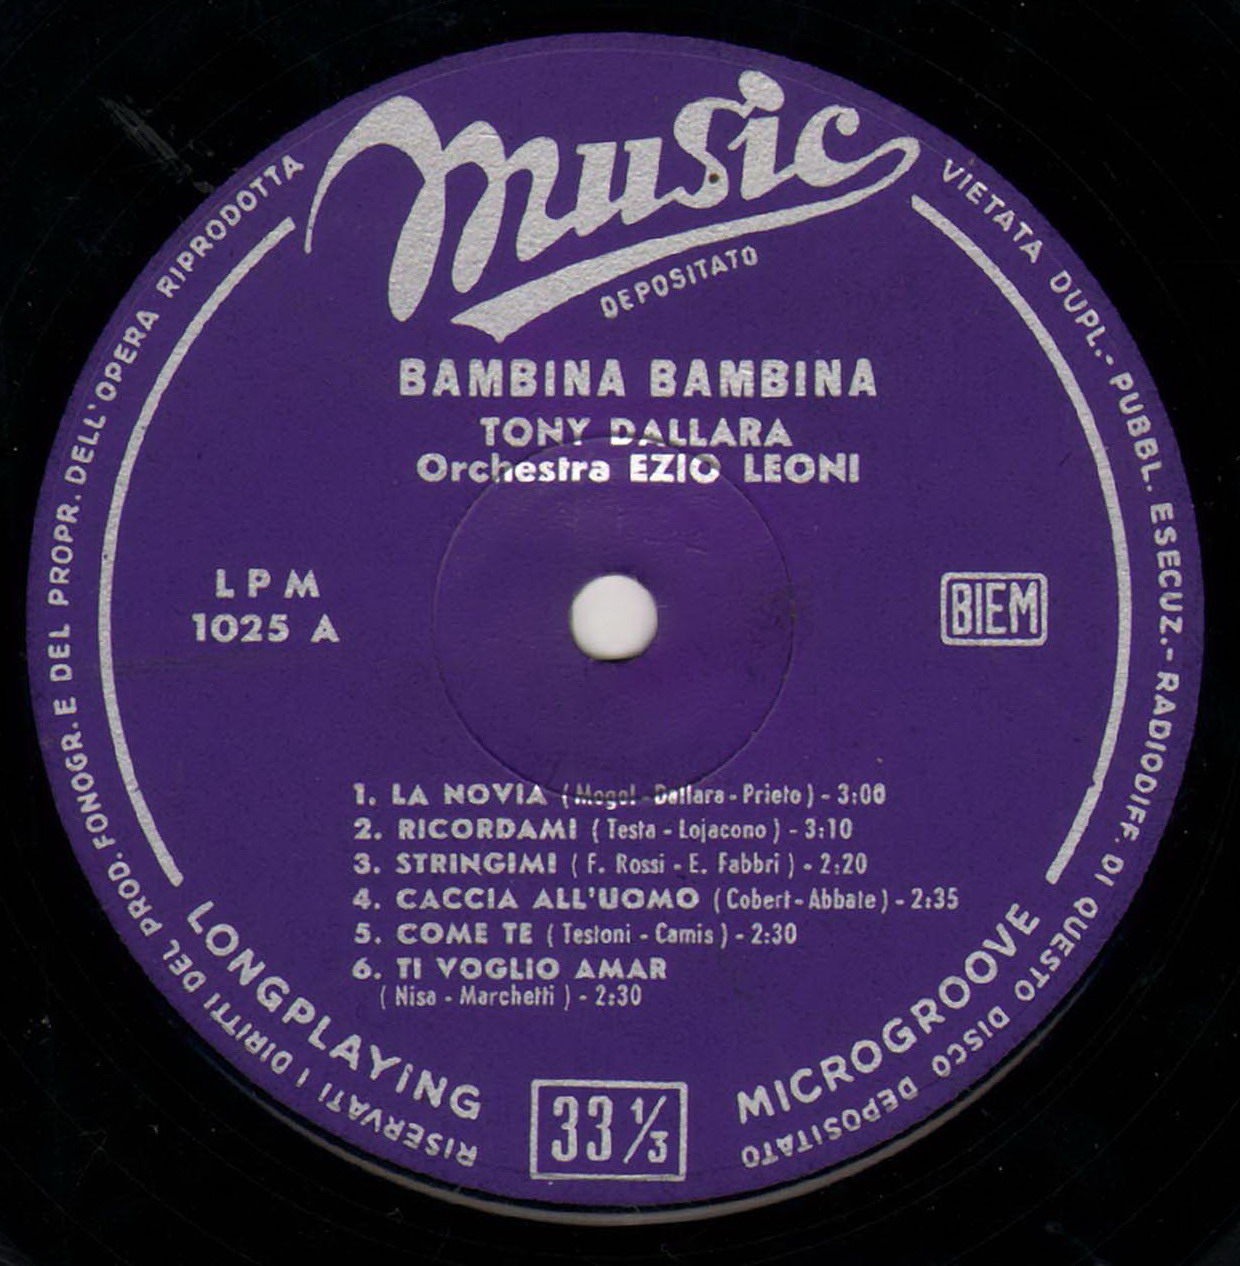 Music
DEPOSITATO
BAMBINA BAMBINA
TONY DALLARA
Orchestra EZIO LEONI
LPM
1025 A
BIEM
1. LA NOVIA (Mogol - Dallara - Prieto) - 3:00
2. RICORDAMI (Testa - Lojacono) - 3:10
3. STRINGIMI (F. Rossi - E. Fabbri) - 2:20
4. CACCIA ALL'UOMO (Cobert - Abbate) - 2:35
5. COME TE (Testoni - Camis) - 2:30
6. TI VOGLIO AMAR
(Nisa - Marchetti) - 2:30
LONGPLAYING
33 1/3
MICROGROOVE
RISERVATI I DIRITTI DEL PROD. FONOGR. E DEL PROPR. DELL'OPERA RIPRODOTTA
VIETATA DUPL.- PUBBL. ESECUZ.- RADIODIFF. DI QUESTO DISCO DEPOSITATO